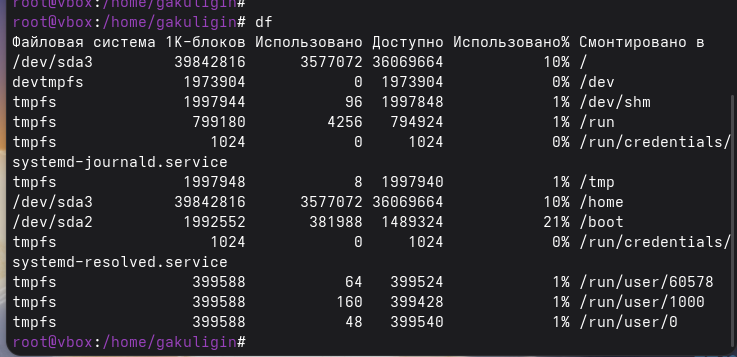 root@vbox:/home/gakuligin#
root@vbox:/home/gakuligin# df
Файловая система 1K-блоков Использовано Доступно Использовано% Смонтировано в
/dev/sda3         39842816      3577072 36069664           10% /
devtmpfs           1973904            0  1973904            0% /dev
tmpfs              1997944           96  1997848            1% /dev/shm
tmpfs               799180         4256   794924            1% /run
tmpfs                 1024            0     1024            0% /run/credentials/
systemd-journald.service
tmpfs              1997948            8  1997940            1% /tmp
/dev/sda3         39842816      3577072 36069664           10% /home
/dev/sda2          1992552       381988  1489324           21% /boot
tmpfs                 1024            0     1024            0% /run/credentials/
systemd-resolved.service
tmpfs               399588           64   399524            1% /run/user/60578
tmpfs               399588          160   399428            1% /run/user/1000
tmpfs               399588           48   399540            1% /run/user/0
root@vbox:/home/gakuligin#